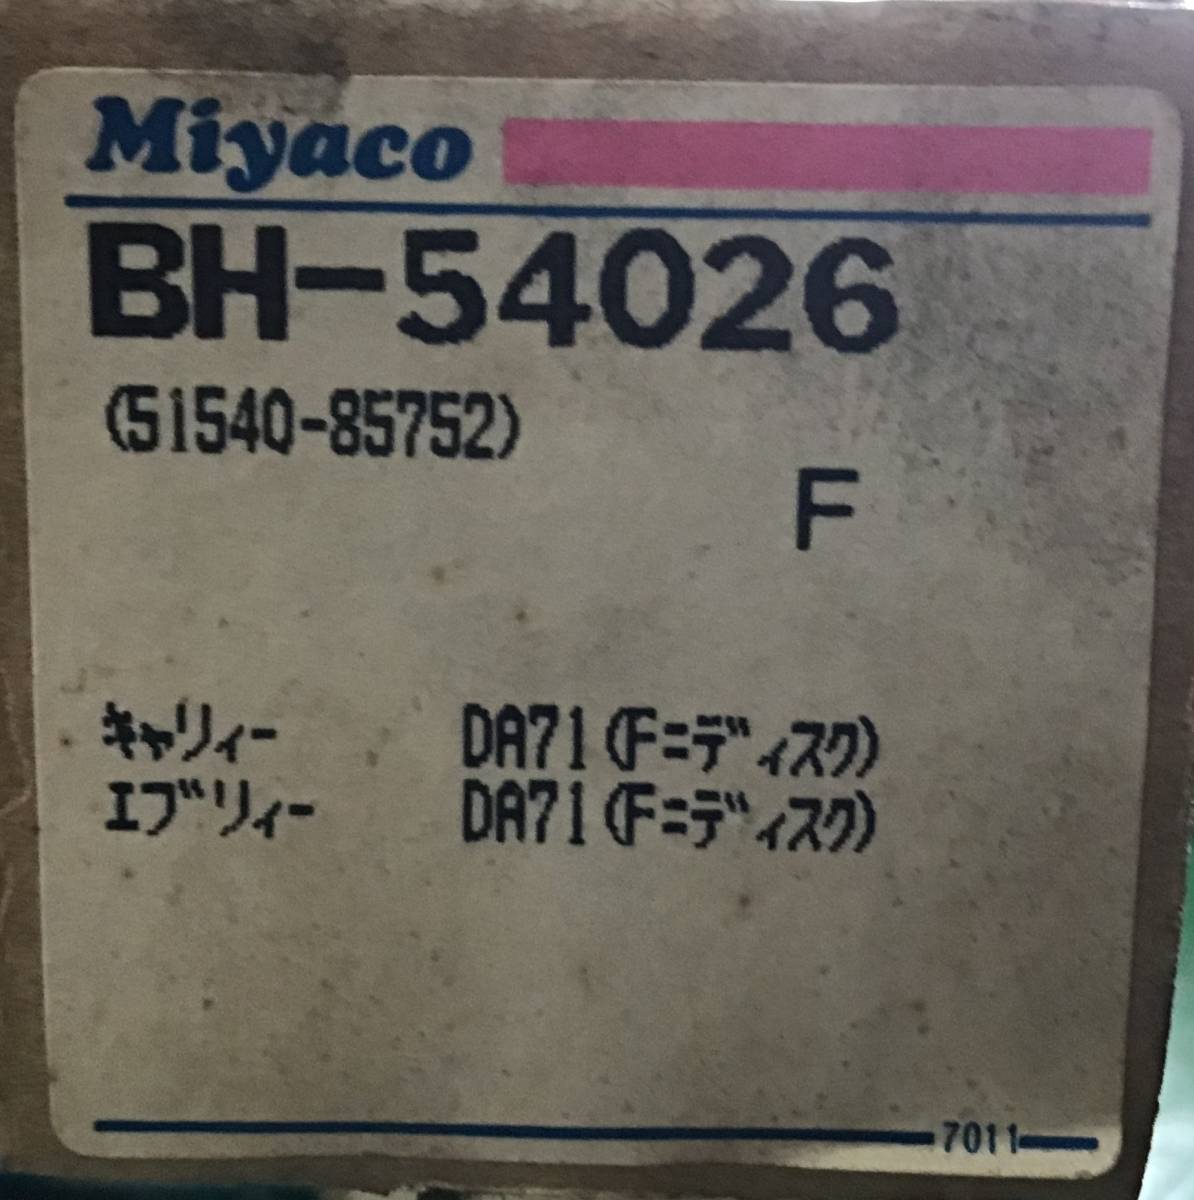 Miyaco
BH-54026
(51540-85752)
F
キャリィー DA71(F=ディスク)
エブリィー DA71(F=ディスク)
7011